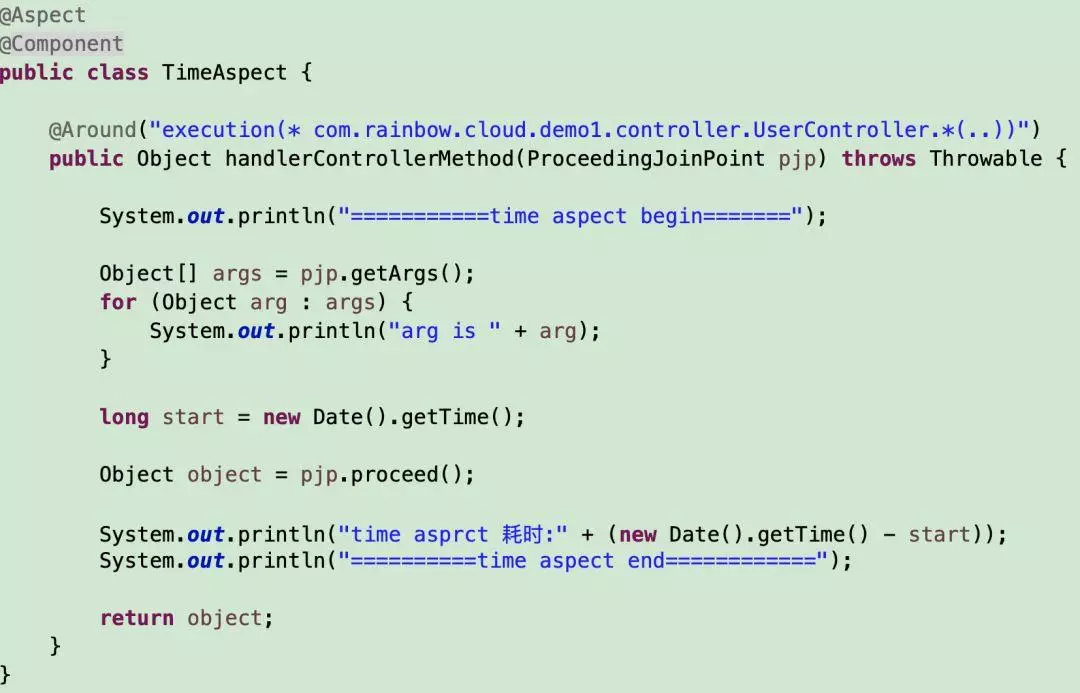 @Aspect
@Component
public class TimeAspect {
@Around("execution(* com.rainbow.cloud.demo1.controller.UserController.*(..))")
public Object handlerControllerMethod(ProceedingJoinPoint pjp) throws Throwable {
System.out.println("===========time aspect begin=======");
Object[] args = pjp.getArgs();
for (Object arg : args) {
System.out.println("arg is " + arg);
}
long start = new Date().getTime();
Object object = pjp.proceed();
System.out.println("time asprct 耗时:" + (new Date().getTime() - start));
System.out.println("==========time aspect end============");
return object;
}
}